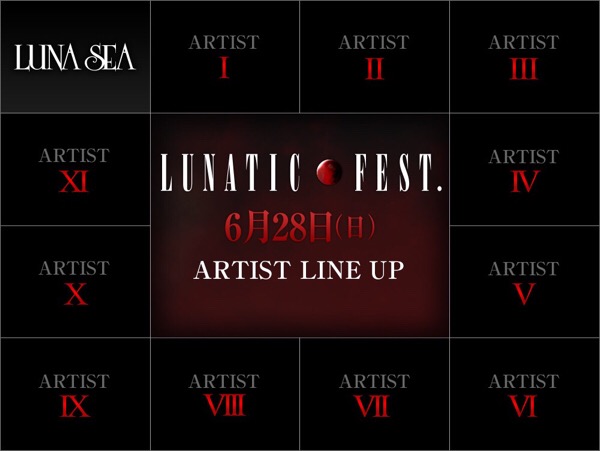 LUNA SEA
ARTIST
I
ARTIST
II
ARTIST
III
ARTIST
XI
LUNATIC FEST.
6月28日(日)
ARTIST LINE UP
ARTIST
IV
ARTIST
X
ARTIST
V
ARTIST
IX
ARTIST
VIII
ARTIST
VII
ARTIST
VI